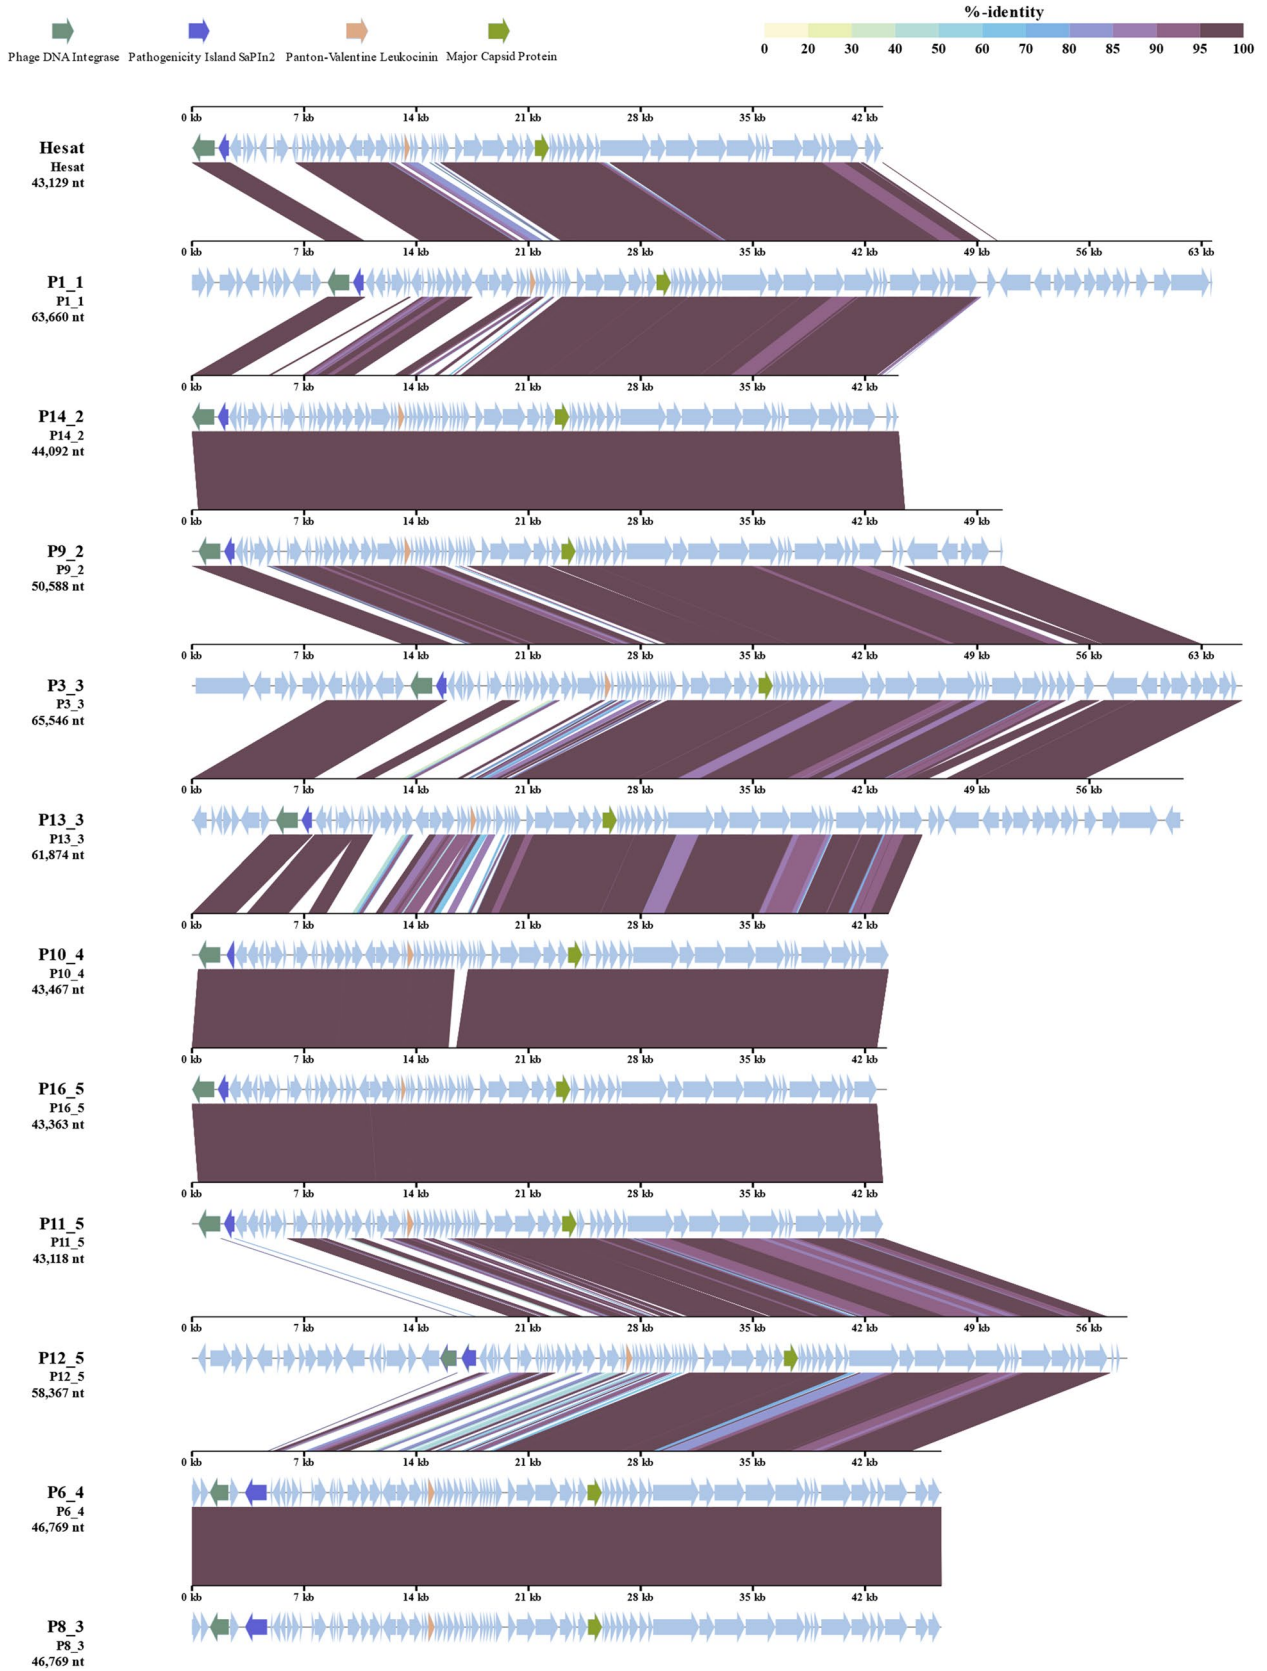 %-identity
0 20 30 40 50 60 70 80 85 90 95 100
Phage DNA Integrase Pathogenicity Island SaPIn2 Panton-Valentine Leukocinin Major Capsid Protein
0 kb 7 kb 14 kb 21 kb 28 kb 35 kb 42 kb
Hesat
Hesat
43,129 nt
0 kb 7 kb 14 kb 21 kb 28 kb 35 kb 42 kb 49 kb 56 kb 63 kb
P1_1
P1_1
63,660 nt
0 kb 7 kb 14 kb 21 kb 28 kb 35 kb 42 kb
P14_2
P14_2
44,092 nt
0 kb 7 kb 14 kb 21 kb 28 kb 35 kb 42 kb 49 kb
P9_2
P9_2
50,588 nt
0 kb 7 kb 14 kb 21 kb 28 kb 35 kb 42 kb 49 kb 56 kb 63 kb
P3_3
P3_3
65,546 nt
0 kb 7 kb 14 kb 21 kb 28 kb 35 kb 42 kb 49 kb 56 kb
P13_3
P13_3
61,874 nt
0 kb 7 kb 14 kb 21 kb 28 kb 35 kb 42 kb
P10_4
P10_4
43,467 nt
0 kb 7 kb 14 kb 21 kb 28 kb 35 kb 42 kb
P16_5
P16_5
43,363 nt
0 kb 7 kb 14 kb 21 kb 28 kb 35 kb 42 kb
P11_5
P11_5
43,118 nt
0 kb 7 kb 14 kb 21 kb 28 kb 35 kb 42 kb 49 kb 56 kb
P12_5
P12_5
58,367 nt
0 kb 7 kb 14 kb 21 kb 28 kb 35 kb 42 kb
P6_4
P6_4
46,769 nt
0 kb 7 kb 14 kb 21 kb 28 kb 35 kb 42 kb
P8_3
P8_3
46,769 nt